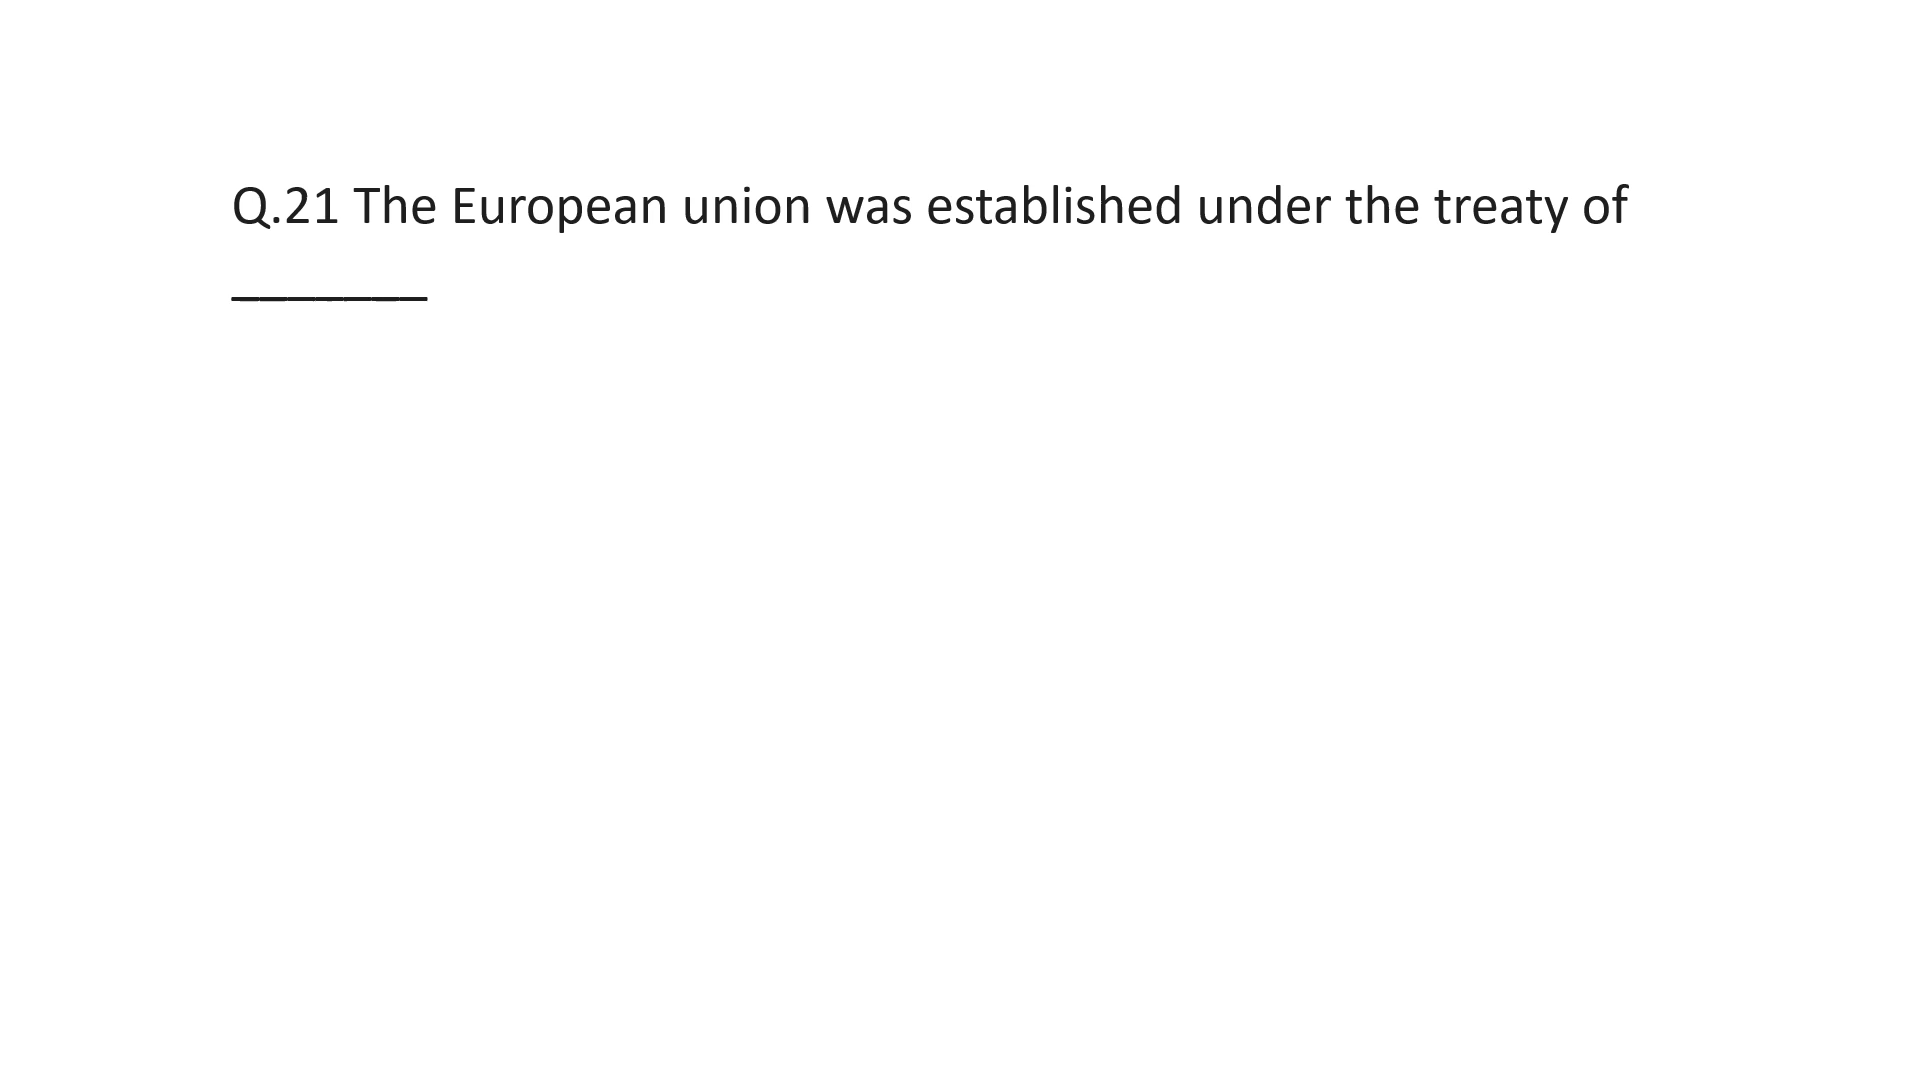 Q.21 The European union was established under the treaty of
_______